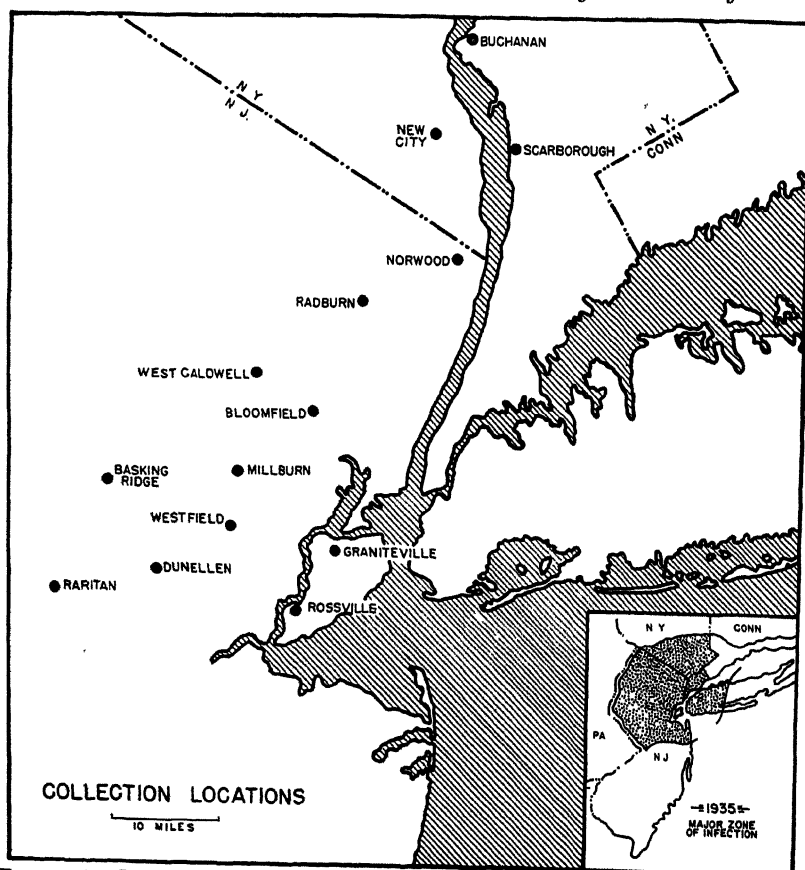 BUCHANAN
N Y
N J.
NEW
CITY
N Y.
CONN
SCARBOROUGH
NORWOOD
RADBURN
WEST CALDWELL
BLOOMFIELD
BASKING
RIDGE
MILLBURN
WESTFIELD
GRANITEVILLE
DUNELLEN
RARITAN
ROSSVILLE
N Y
CONN
PA
NJ
COLLECTION LOCATIONS
10 MILES
1935
MAJOR ZONE
OF INFECTION